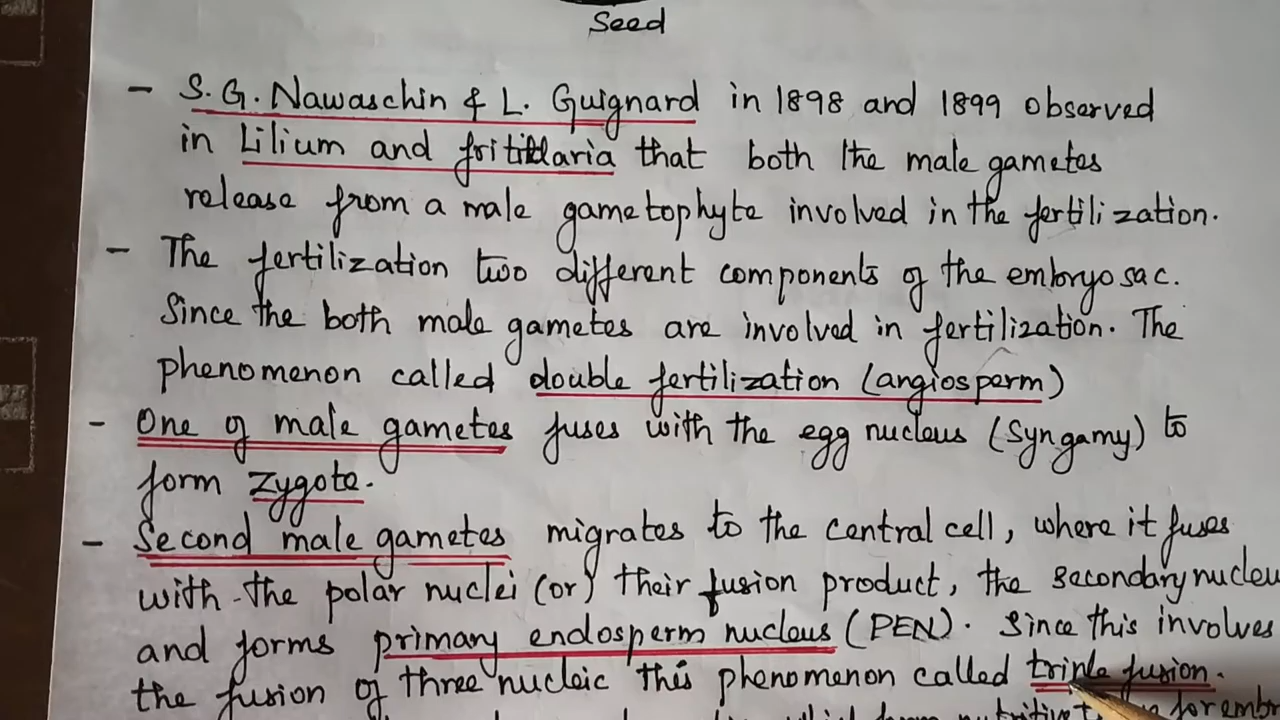 Seed
- S. G. Nawaschin & L. Guignard in 1898 and 1899 observed
in Lilium and fritillaria that both the male gametes
release from a male gametophyte involved in the fertilization.
- The fertilization two different components of the embryo sac.
Since the both male gametes are involved in fertilization. The
phenomenon called double fertilization (angiosperm)
- One of male gametes fuses with the egg nucleus (Syngamy) to
form zygote.
- Second male gametes migrates to the central cell, where it fuses
with the polar nuclei (or) their fusion product, the secondary nucleu
and forms primary endosperm nucleus (PEN). Since this involves
the fusion of three nucleic this phenomenon called triple fusion.
which form nutritive for embr